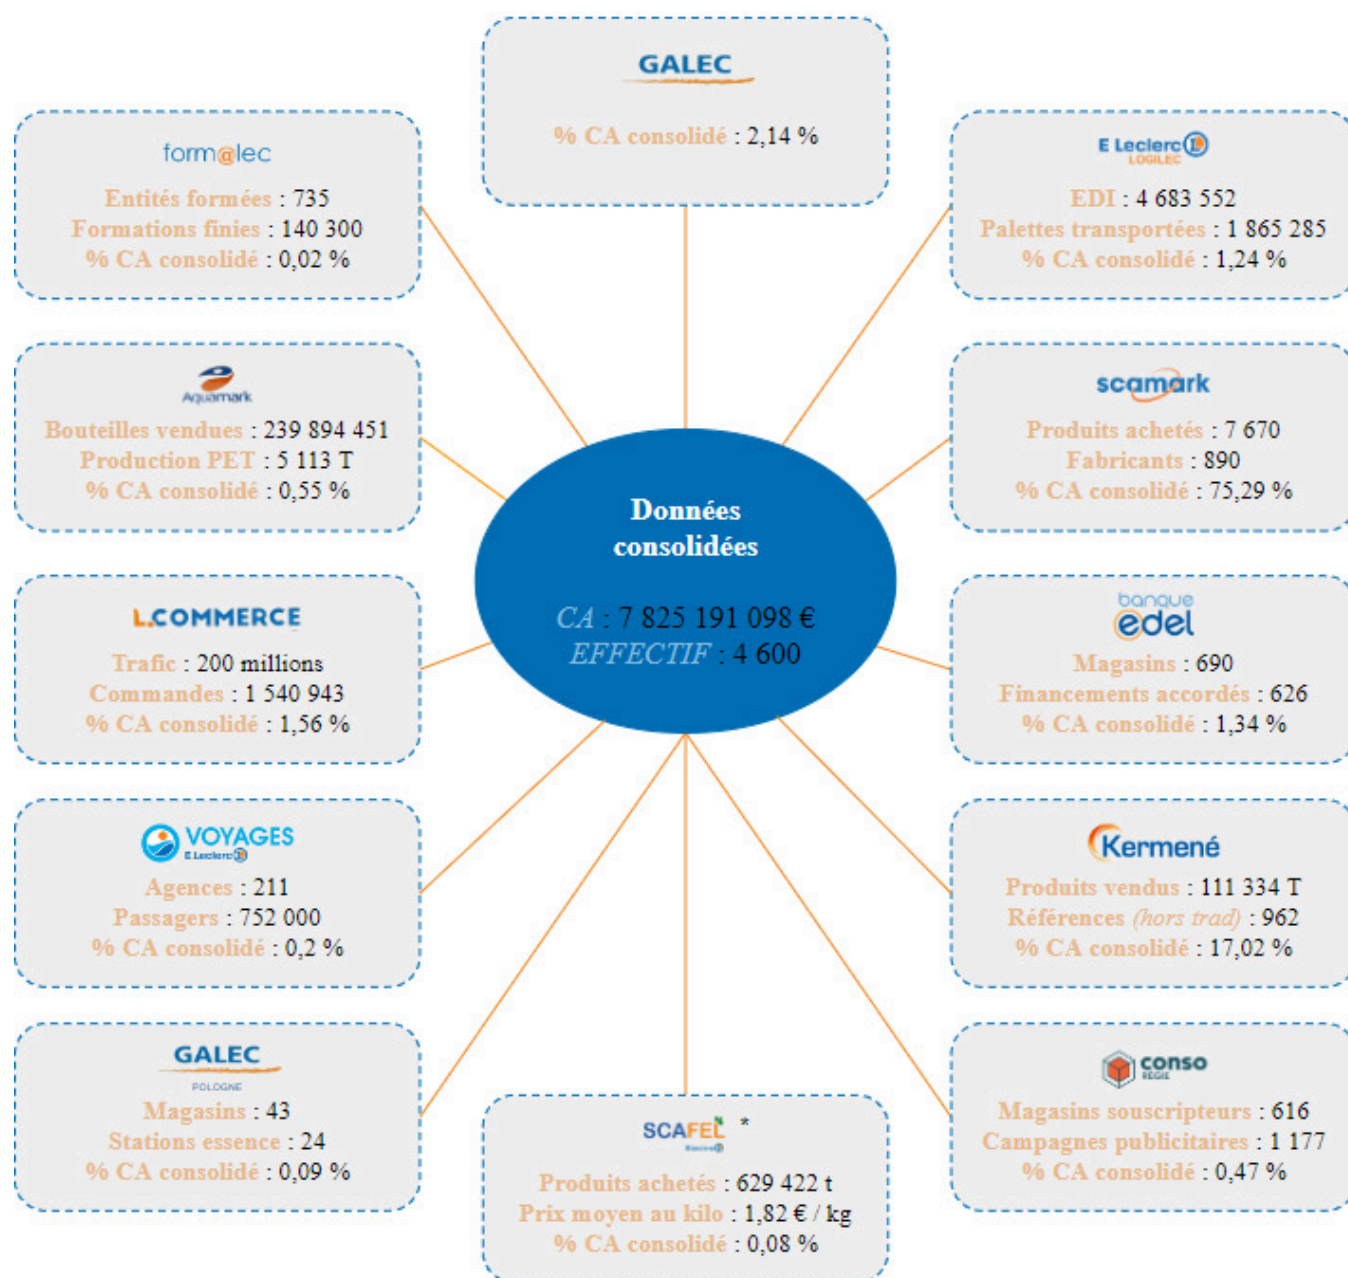 GALEC
% CA consolidé : 2,14 %
form@lec
Entités formées : 735
Formations finies : 140 300
% CA consolidé : 0,02 %
E Leclerc L
LOGILEC
EDI : 4 683 552
Palettes transportées : 1 865 285
% CA consolidé : 1,24 %
Aquamark
Bouteilles vendues : 239 894 451
Production PET : 5 113 T
% CA consolidé : 0,55 %
scamark
Produits achetés : 7 670
Fabricants : 890
% CA consolidé : 75,29 %
Données
consolidées
CA : 7 825 191 098 €
EFFECTIF : 4 600
L.COMMERCE
Trafic : 200 millions
Commandes : 1 540 943
% CA consolidé : 1,56 %
banque
edel
Magasins : 690
Financements accordés : 626
% CA consolidé : 1,34 %
VOYAGES
E.Leclerc L
Agences : 211
Passagers : 752 000
% CA consolidé : 0,2 %
Kermené
Produits vendus : 111 334 T
Références (hors trad) : 962
% CA consolidé : 17,02 %
GALEC
POLOGNE
Magasins : 43
Stations essence : 24
% CA consolidé : 0,09 %
SCAFEL *
Produits achetés : 629 422 t
Prix moyen au kilo : 1,82 € / kg
% CA consolidé : 0,08 %
conso
RÉGIE
Magasins souscripteurs : 616
Campagnes publicitaires : 1 177
% CA consolidé : 0,47 %